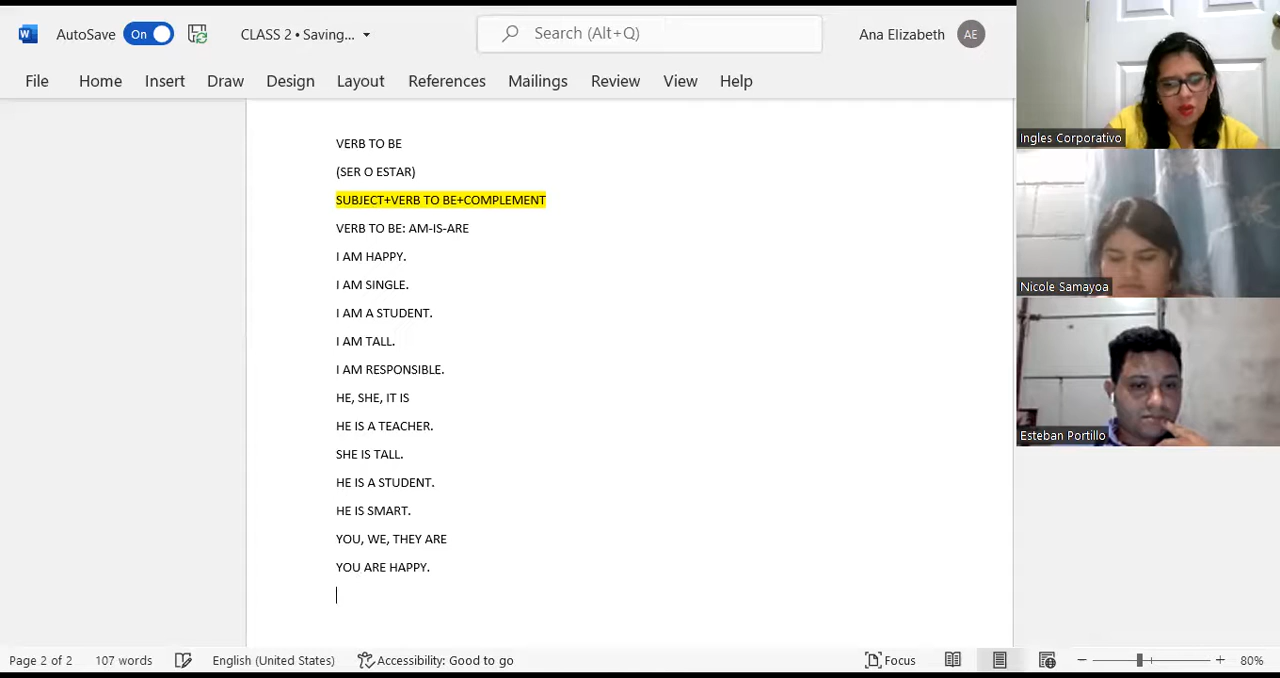 AutoSave On CLASS 2 • Saving... Search (Alt+Q) Ana Elizabeth AE
File Home Insert Draw Design Layout References Mailings Review View Help
VERB TO BE
(SER O ESTAR)
SUBJECT+VERB TO BE+COMPLEMENT
VERB TO BE: AM-IS-ARE
I AM HAPPY.
I AM SINGLE.
I AM A STUDENT.
I AM TALL.
I AM RESPONSIBLE.
HE, SHE, IT IS
HE IS A TEACHER.
SHE IS TALL.
HE IS A STUDENT.
HE IS SMART.
YOU, WE, THEY ARE
YOU ARE HAPPY.
Page 2 of 2 107 words English (United States) Accessibility: Good to go Focus 80%
Ingles Corporativo
Nicole Samayoa
Esteban Portillo